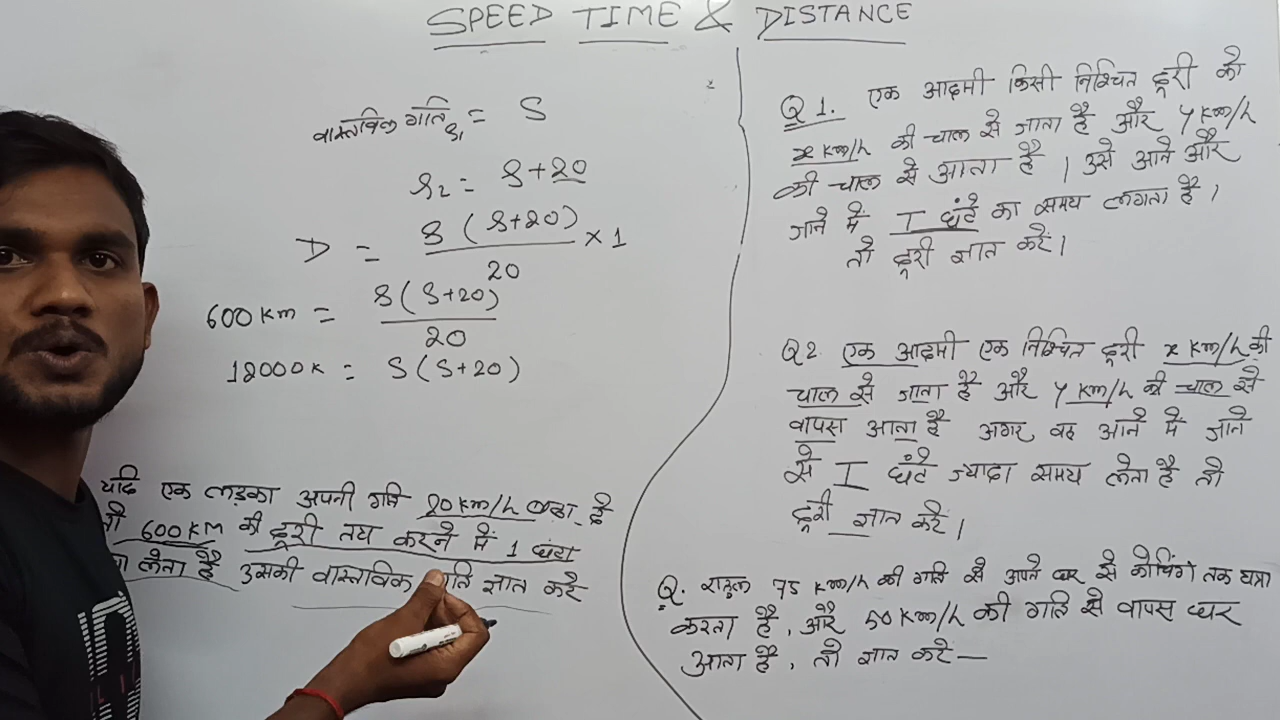 SPEED TIME & DISTANCE
वास्तविक गति S₁ = S
S₂ = S+20
D = S(S+20)/20 × 1
600 Km = S(S+20)/20
12000 = S(S+20)
यदि एक लड़का अपनी गति 20 Km/h बढ़ा दे
600 KM की दूरी तय करने में 1 घंटा
लेता है उसकी वास्तविक गति ज्ञात करें
Q 1. एक आदमी किसी निश्चित दूरी को
x Km/h की चाल से जाता है और y Km/h
की चाल से आता है। उसे आने और
जाने में T घंटे का समय लगता है।
तो दूरी ज्ञात करें।
Q2. एक आदमी एक निश्चित दूरी x Km/h की
चाल से जाता है और y Km/h की चाल से
वापस आता है अगर वह आने में जाने
से T घंटे ज्यादा समय लेता है तो
दूरी ज्ञात करें।
Q. राहुल 75 Km/h की गति से अपने घर से कोचिंग तक यात्रा
करता है, और 50 Km/h की गति से वापस घर
आता है, तो ज्ञात करें —